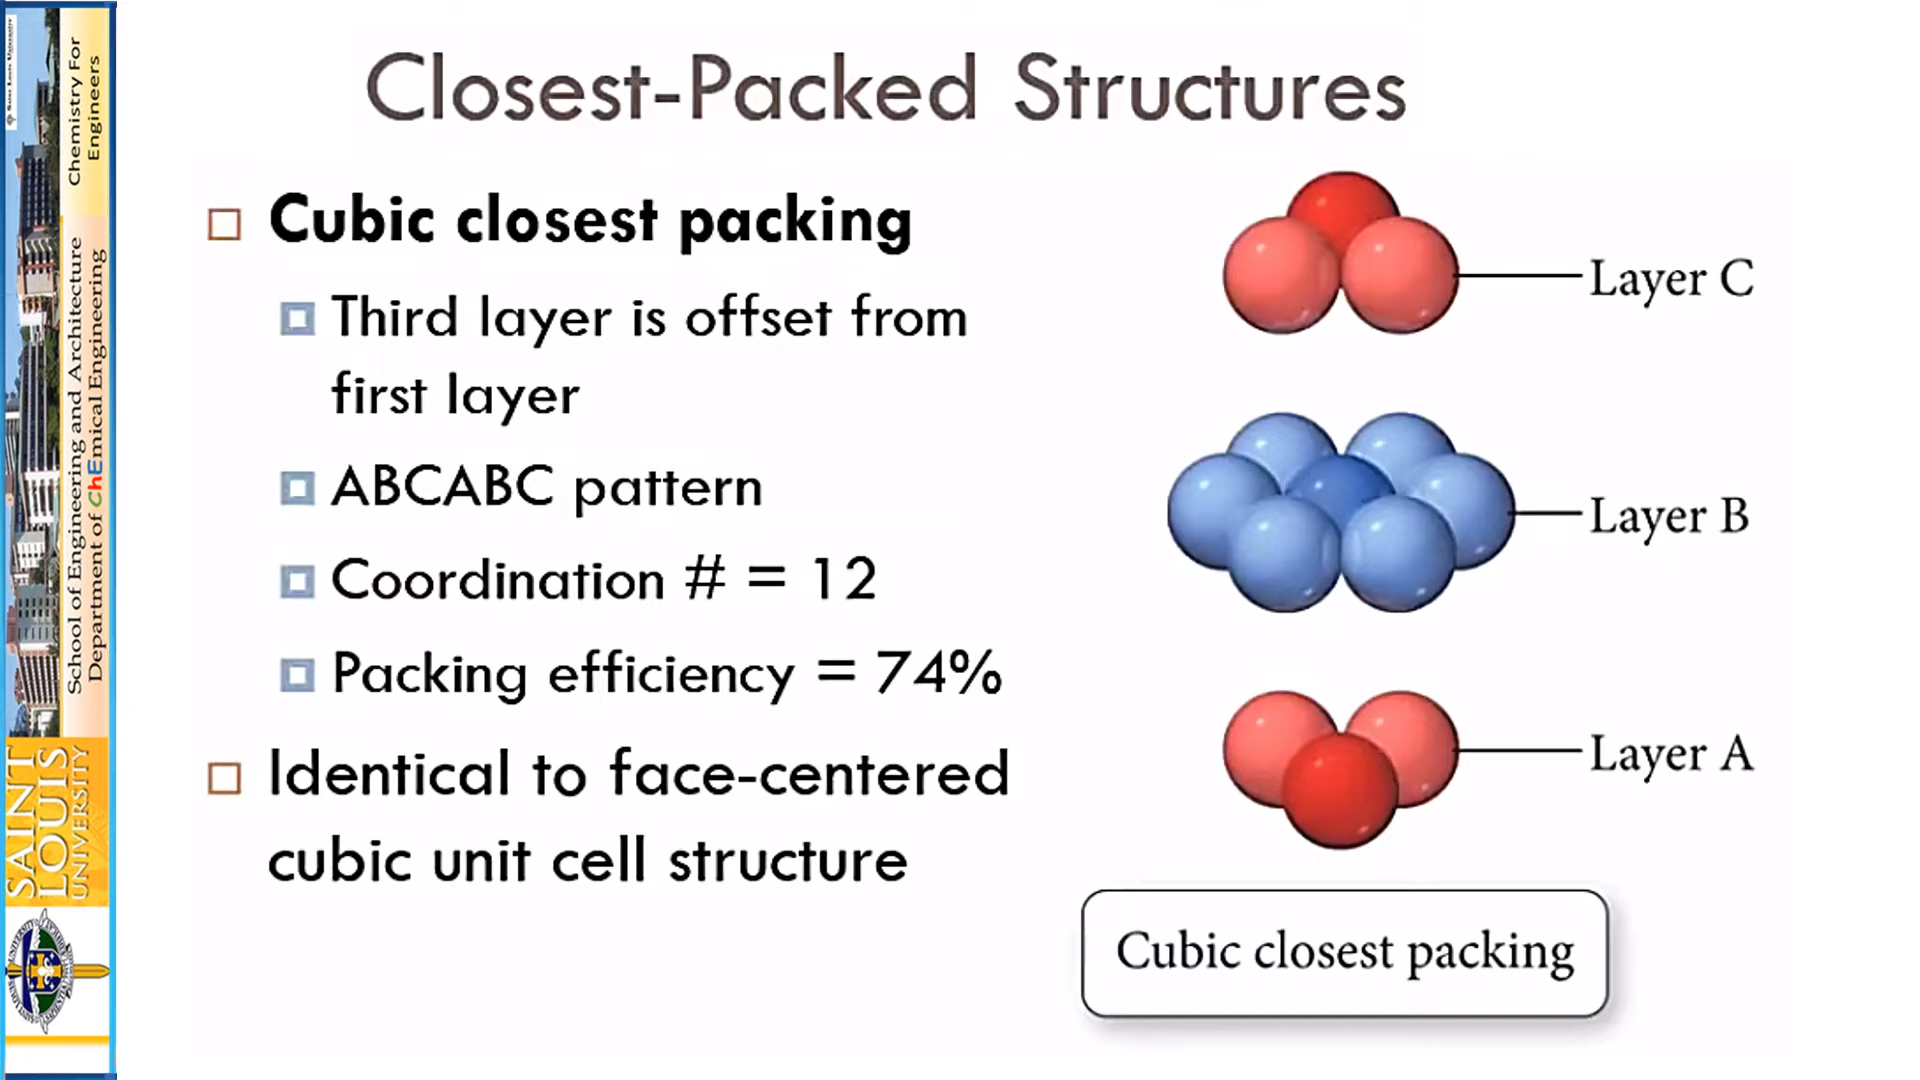 Closest-Packed Structures
Cubic closest packing
Third layer is offset from
first layer
ABCABC pattern
Coordination # = 12
Packing efficiency = 74%
Identical to face-centered
cubic unit cell structure
Layer C
Layer B
Layer A
Cubic closest packing
Chemistry For
Engineers
School of Engineering and Architecture
Department of ChEmical Engineering
SAINT
LOUIS
UNIVERSITY